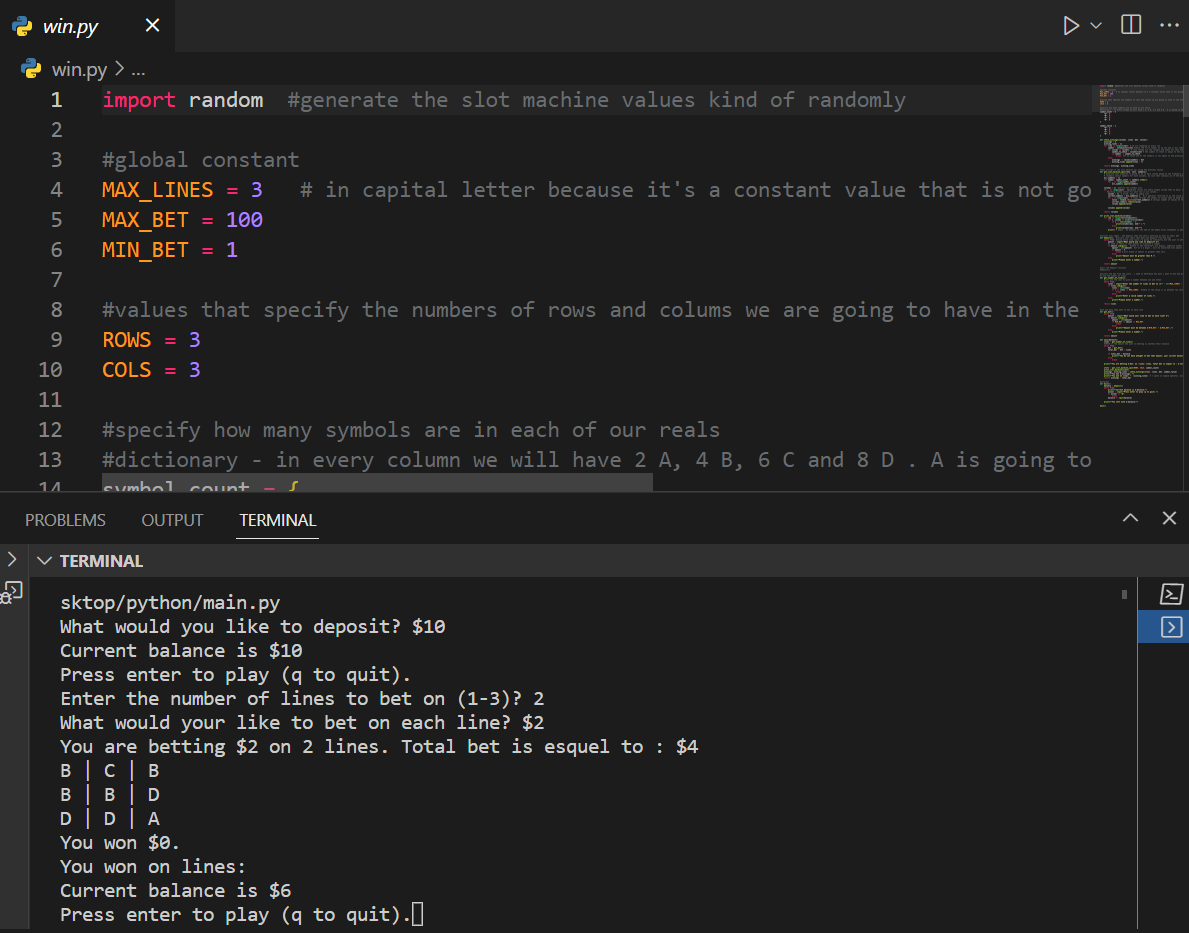 win.py
win.py > ...
1 import random  #generate the slot machine values kind of randomly
2
3 #global constant
4 MAX_LINES = 3   # in capital letter because it's a constant value that is not go
5 MAX_BET = 100
6 MIN_BET = 1
7
8 #values that specify the numbers of rows and colums we are going to have in the
9 ROWS = 3
10 COLS = 3
11
12 #specify how many symbols are in each of our reals
13 #dictionary - in every column we will have 2 A, 4 B, 6 C and 8 D . A is going to
14 symbol_count = {
PROBLEMS OUTPUT TERMINAL
TERMINAL
sktop/python/main.py
What would you like to deposit? $10
Current balance is $10
Press enter to play (q to quit).
Enter the number of lines to bet on (1-3)? 2
What would your like to bet on each line? $2
You are betting $2 on 2 lines. Total bet is esquel to : $4
B | C | B
B | B | D
D | D | A
You won $0.
You won on lines:
Current balance is $6
Press enter to play (q to quit).